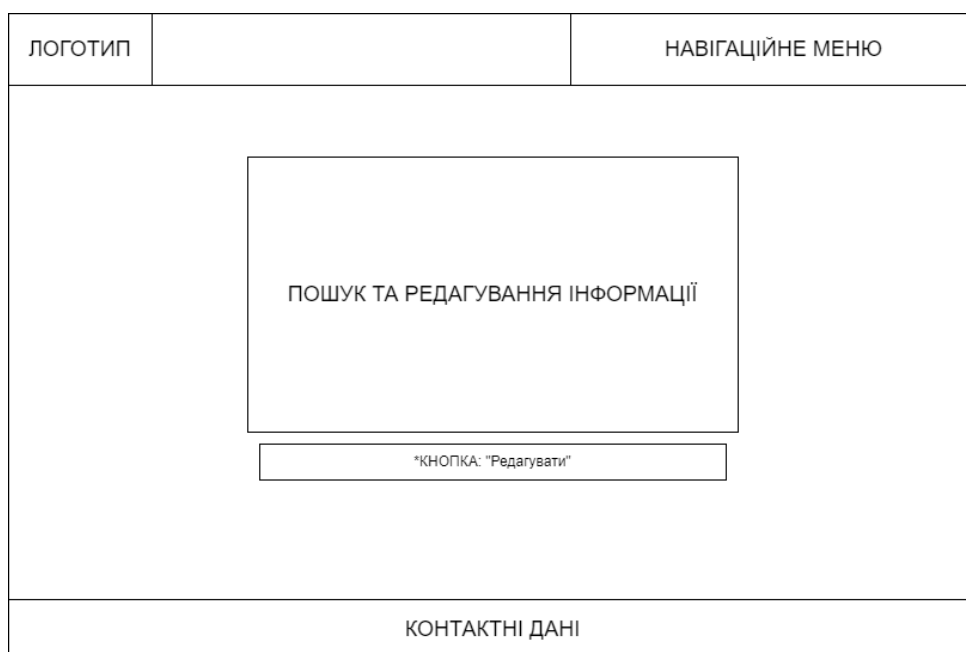 ЛОГОТИП
НАВІГАЦІЙНЕ МЕНЮ
ПОШУК ТА РЕДАГУВАННЯ ІНФОРМАЦІЇ
*КНОПКА: "Редагувати"
КОНТАКТНІ ДАНІ